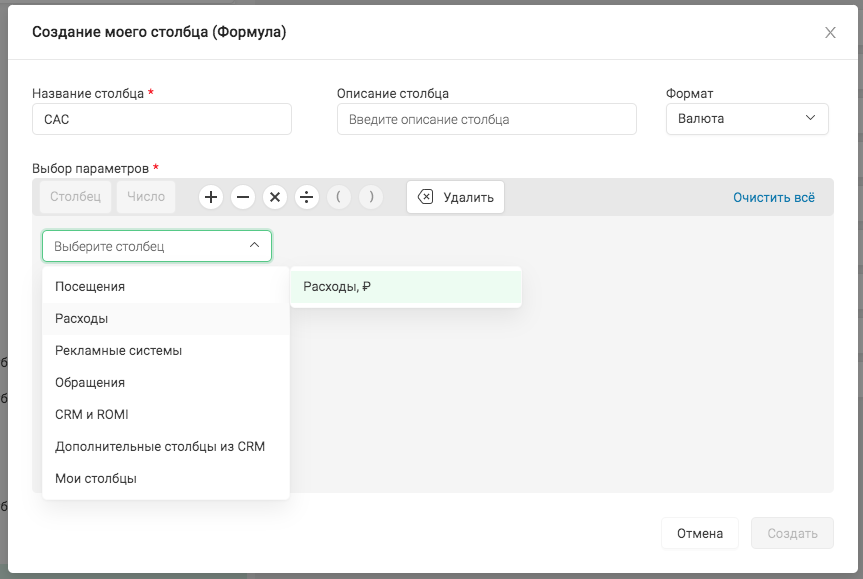 Создание моего столбца (Формула)
Название столбца *
Описание столбца
Формат
CAC
Введите описание столбца
Валюта
Выбор параметров *
Столбец
Число
+
−
×
÷
(
)
Удалить
Очистить всё
Выберите столбец
Посещения
Расходы, ₽
Расходы
Рекламные системы
Обращения
CRM и ROMI
Дополнительные столбцы из CRM
Мои столбцы
Отмена
Создать